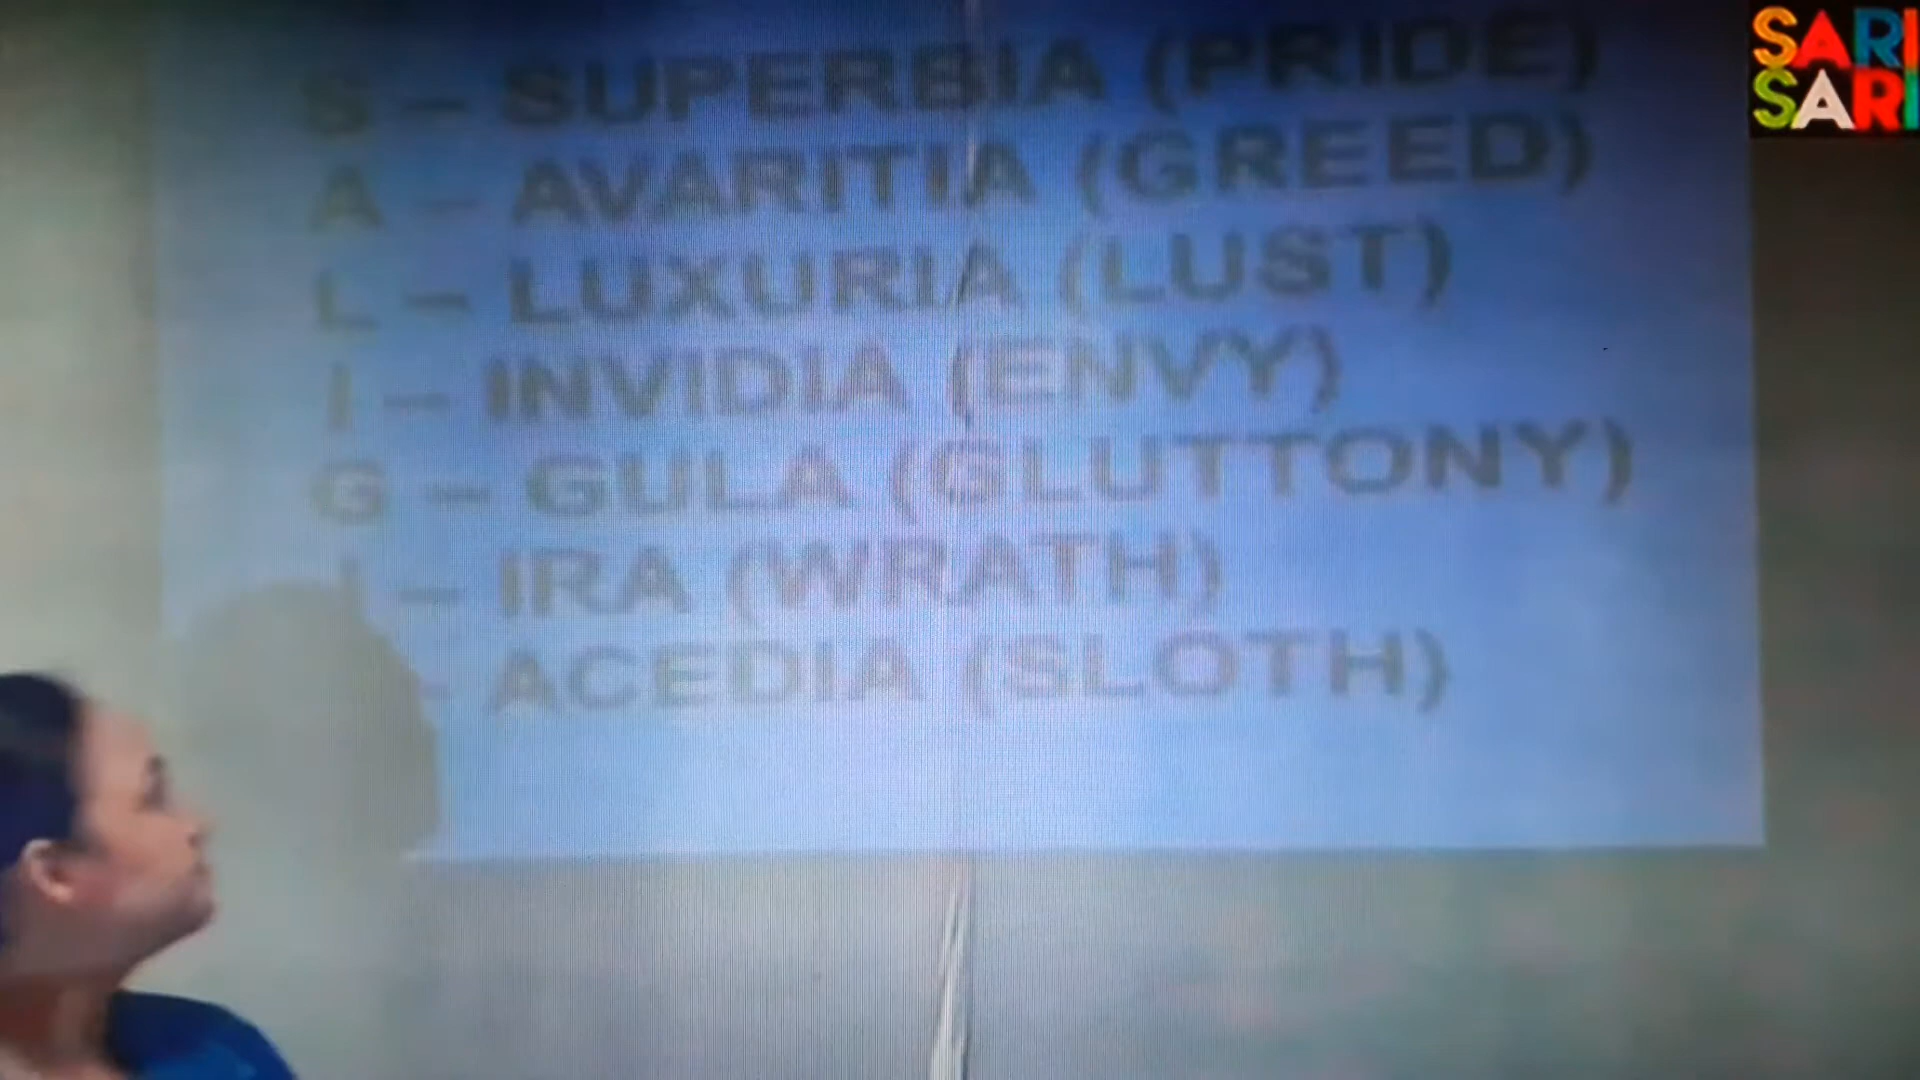 S – SUPERBIA (PRIDE)
A – AVARITIA (GREED)
L – LUXURIA (LUST)
I – INVIDIA (ENVY)
G – GULA (GLUTTONY)
I – IRA (WRATH)
- ACEDIA (SLOTH)
SARI
SARI